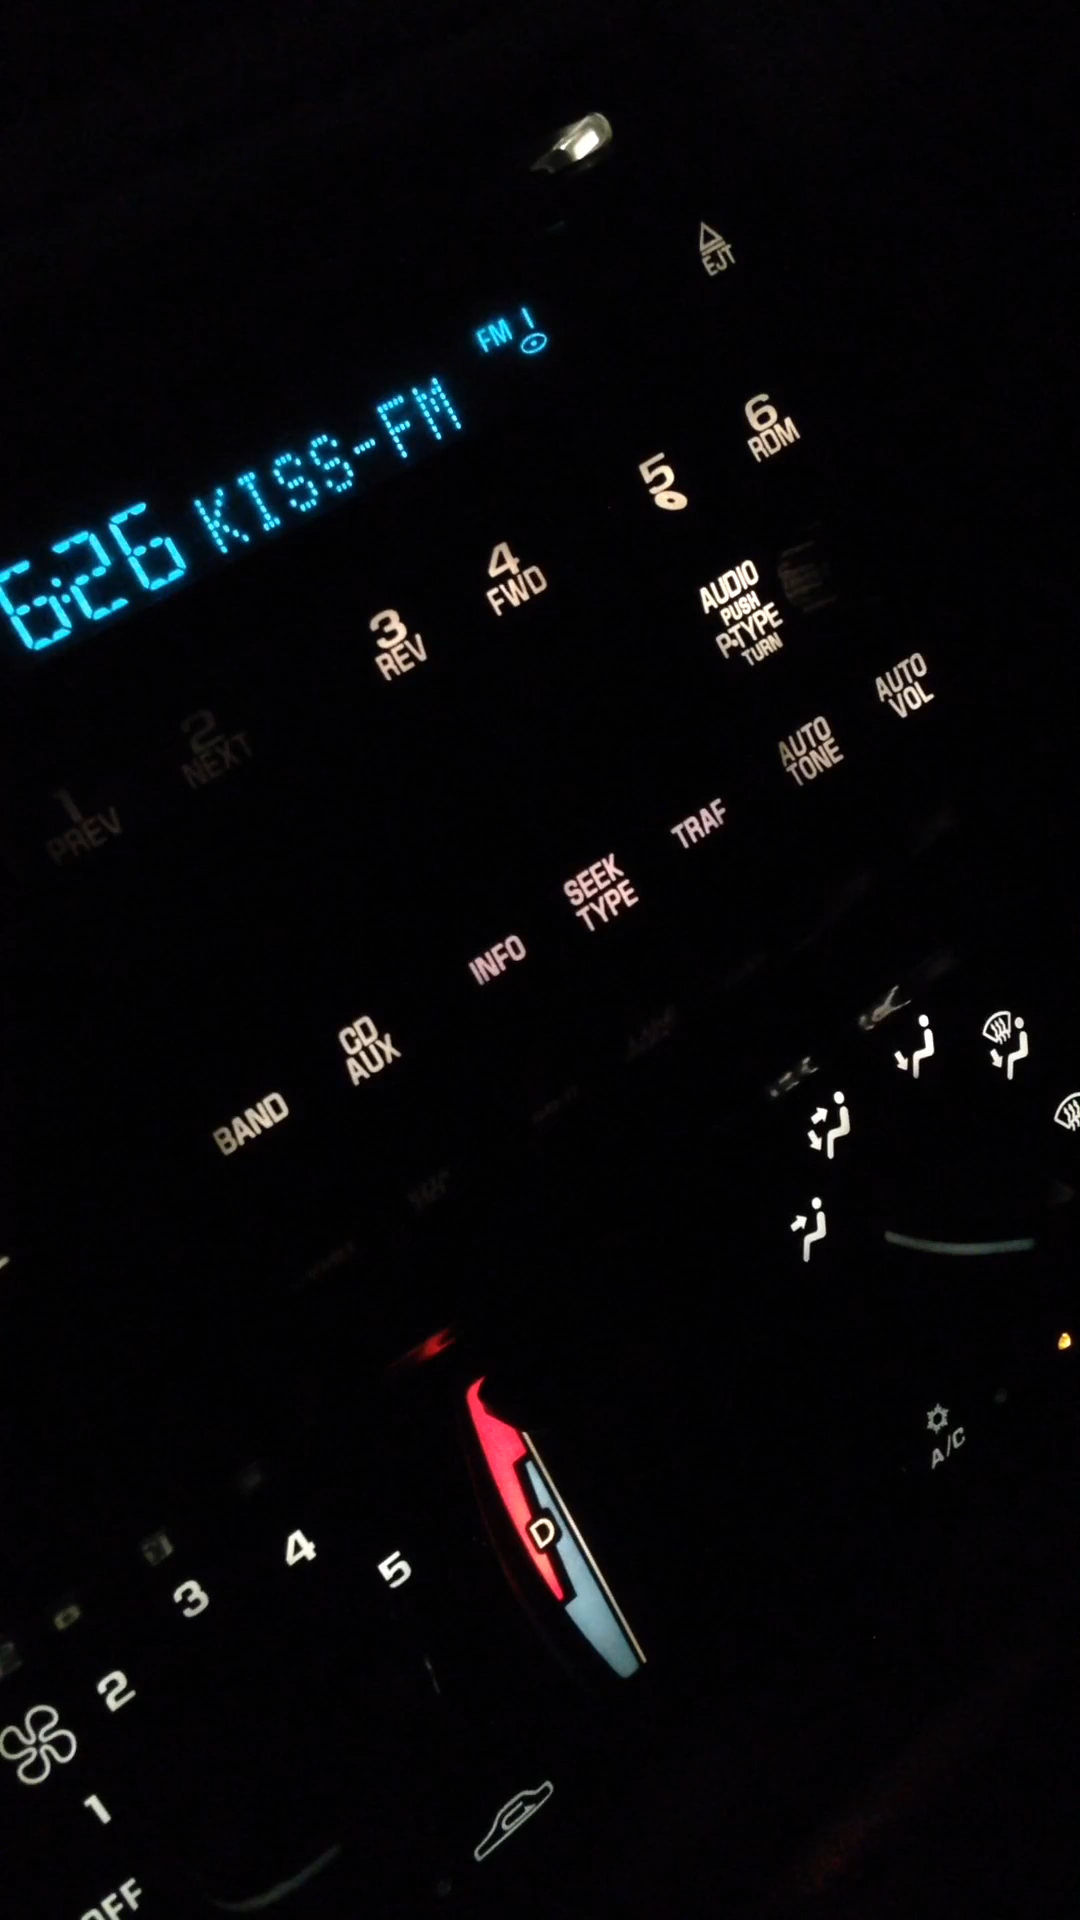 EJT
FM 1
6:26 KISS-FM
6
RDM
5
4
FWD
3
REV
2
NEXT
1
PREV
AUDIO
PUSH
P-TYPE
TURN
AUTO
VOL
AUTO
TONE
TRAF
SEEK
TYPE
INFO
CD
AUX
BAND
A/C
D
5
4
3
2
1
OFF